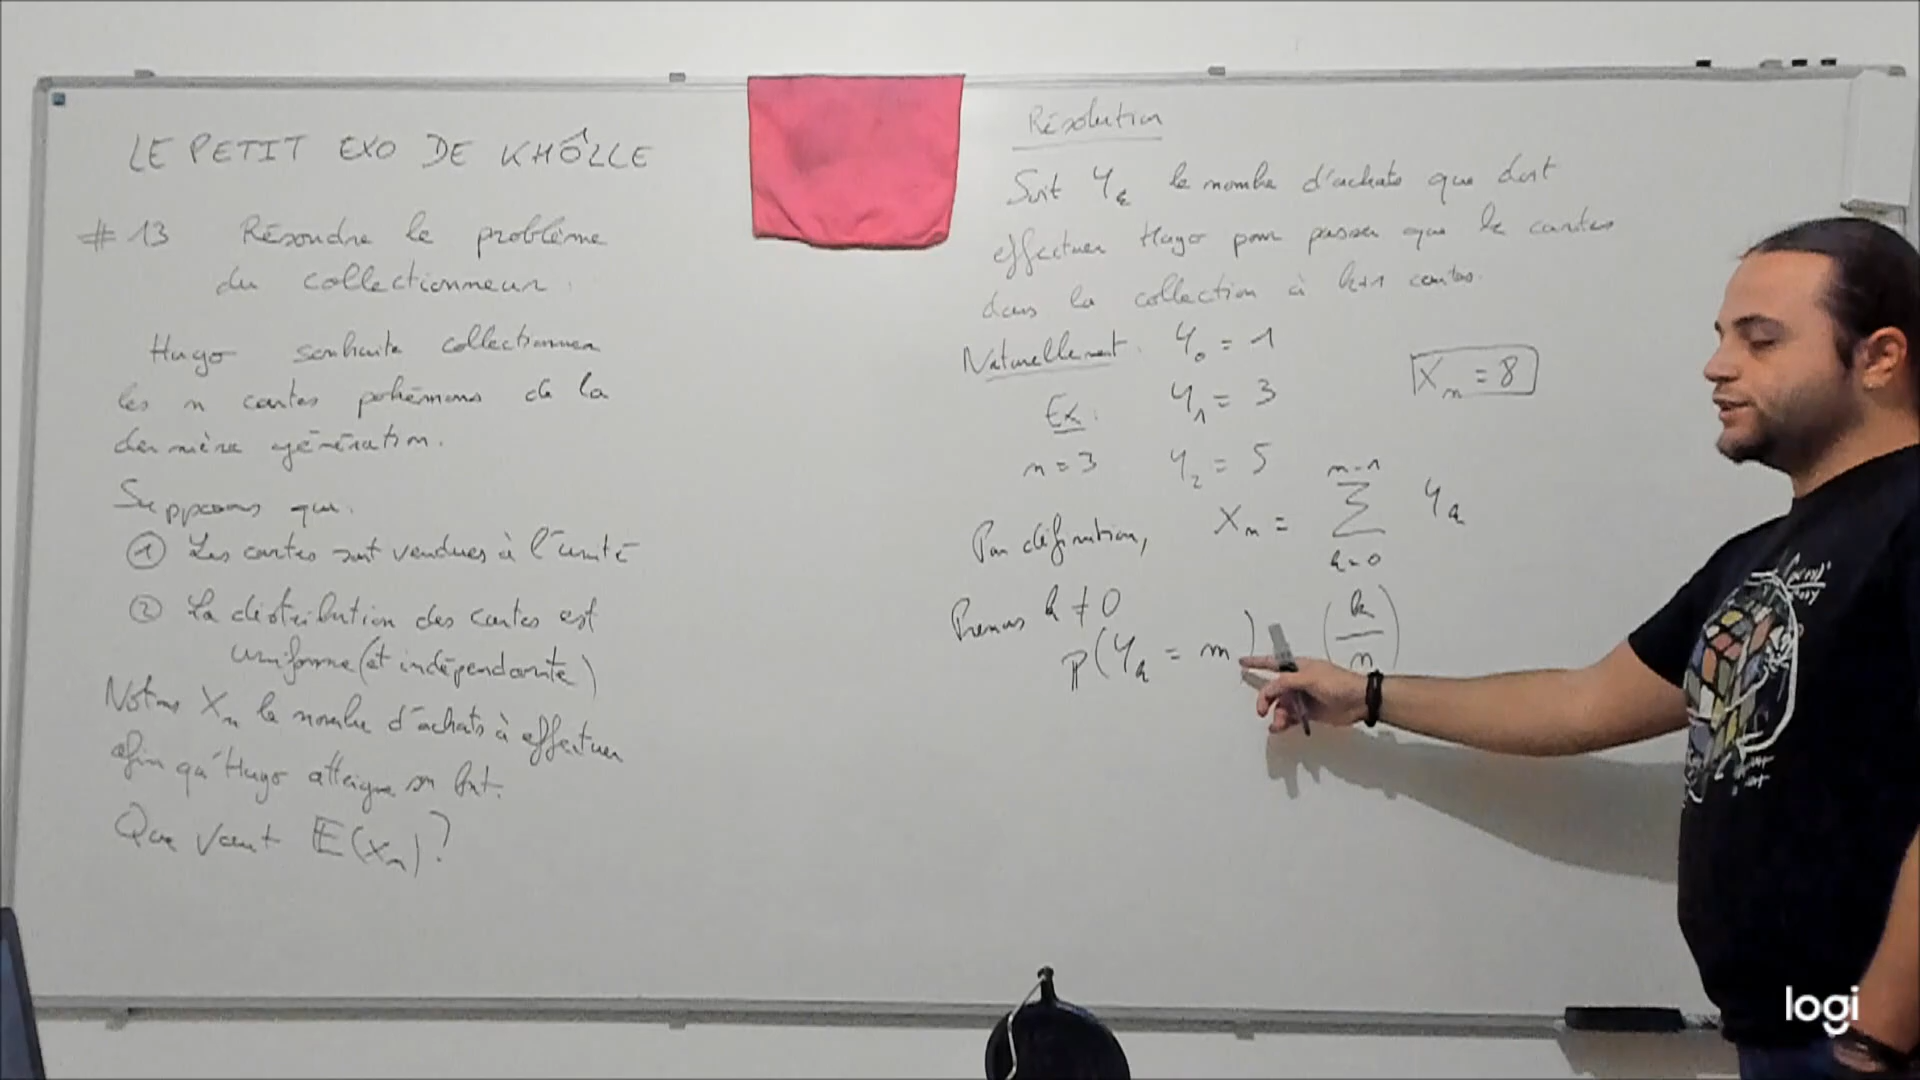 LE PETIT EXO DE KHÔLLE
# 13 Résoudre le problème
du collectionneur.
Hugo souhaite collectionner
les n cartes pokémons de la
dernière génération.
Supposons que.
① Les cartes sont vendues à l'unité
② La distribution des cartes est
uniforme (et indépendante)
Notons Xn le nombre d'achats à effectuer
afin qu'Hugo atteigne son but.
Que vaut 𝔼(Xn)?
Résolution
Soit Yk le nombre d'achats que doit
effectuer Hugo pour passer que k cartes
dans la collection à k+1 cartes.
Naturellement. Y0 = 1
Xn = 8
Ex: Y1 = 3
n = 3 Y2 = 5
Par définition, Xn = Σ Yk
n-1
k=0
Prenons k ≠ 0
ℙ(Yk = m) (k/n)
logi